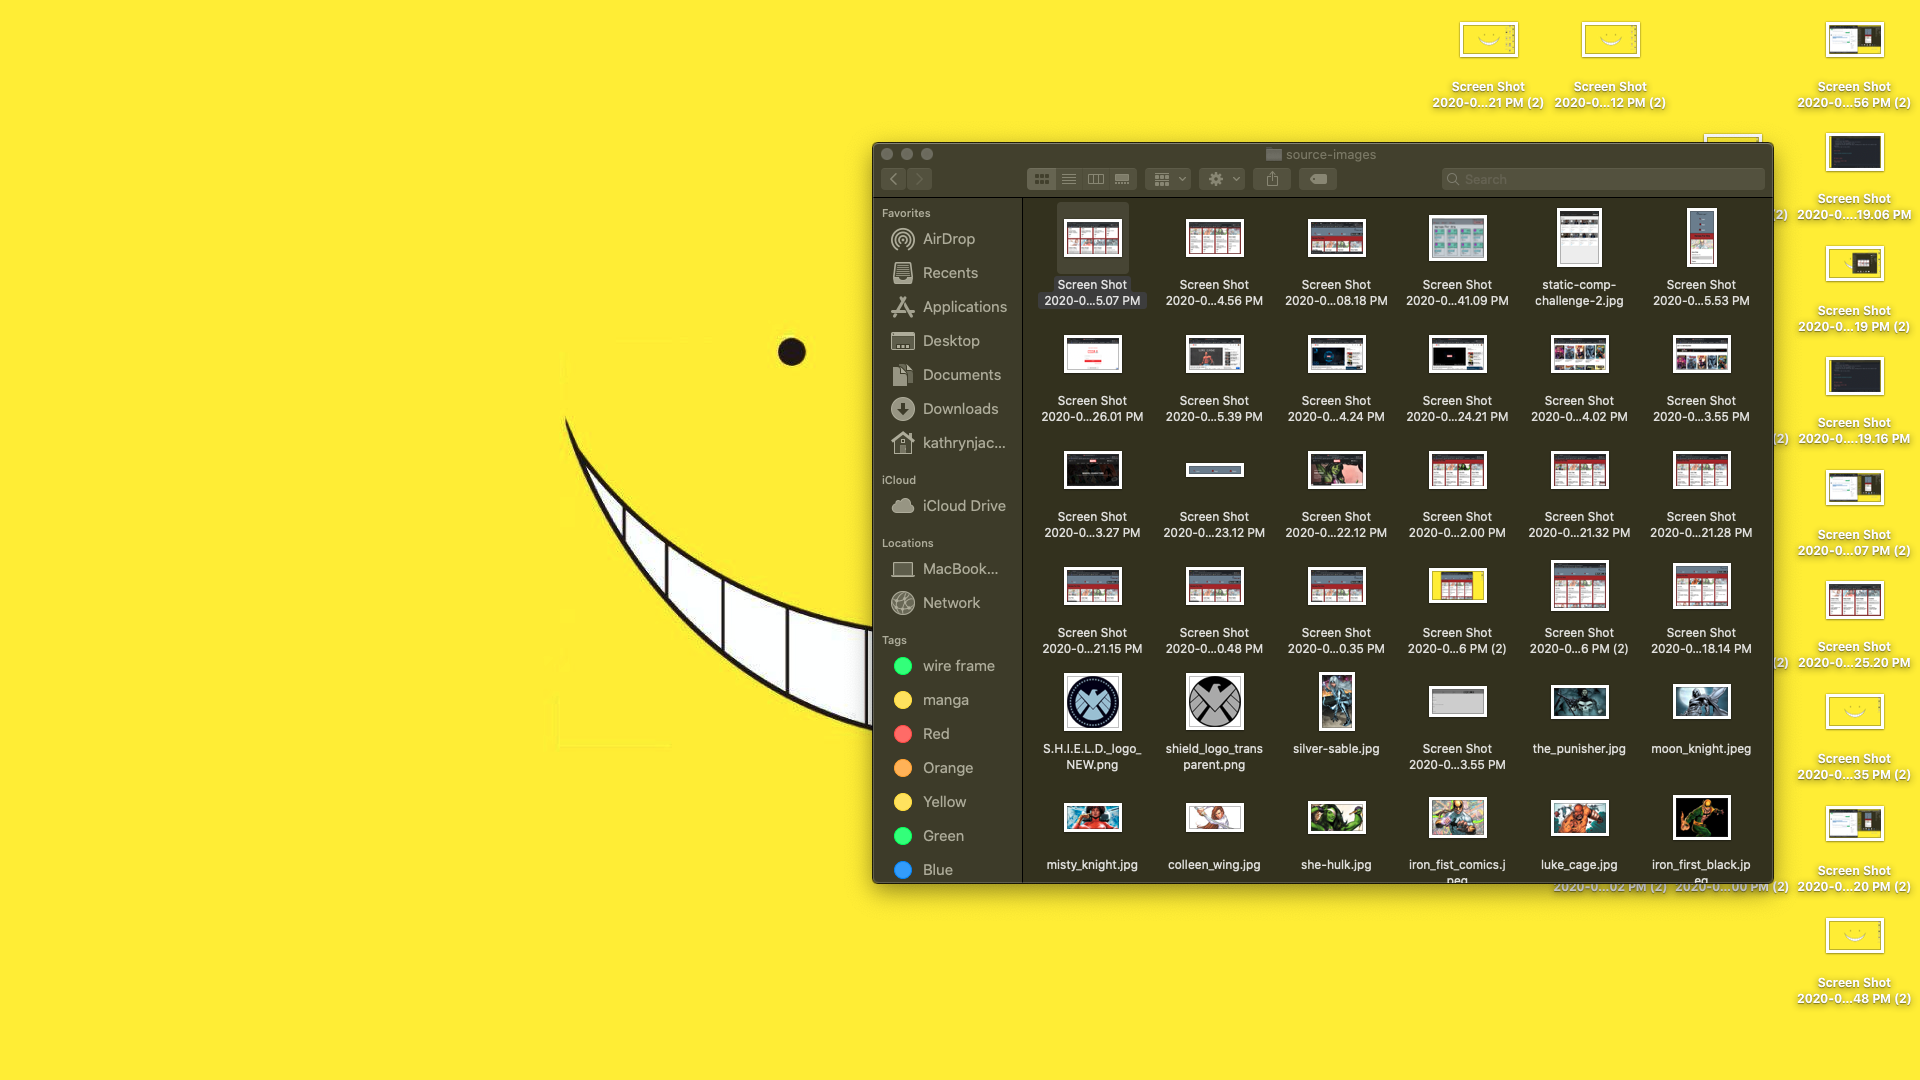 Screen Shot
2020-0...21 PM (2)
Screen Shot
2020-0...12 PM (2)
Screen Shot
2020-0...56 PM (2)
source-images
Search
Favorites
AirDrop
Recents
Applications
Desktop
Documents
Downloads
kathrynjac...
iCloud
iCloud Drive
Locations
MacBook...
Network
Tags
wire frame
manga
Red
Orange
Yellow
Green
Blue
Screen Shot
2020-0...5.07 PM
Screen Shot
2020-0...4.56 PM
Screen Shot
2020-0...08.18 PM
Screen Shot
2020-0...41.09 PM
static-comp-
challenge-2.jpg
Screen Shot
2020-0...5.53 PM
Screen Shot
2020-0...26.01 PM
Screen Shot
2020-0...5.39 PM
Screen Shot
2020-0...4.24 PM
Screen Shot
2020-0...24.21 PM
Screen Shot
2020-0...4.02 PM
Screen Shot
2020-0...3.55 PM
Screen Shot
2020-0...3.27 PM
Screen Shot
2020-0...23.12 PM
Screen Shot
2020-0...22.12 PM
Screen Shot
2020-0...2.00 PM
Screen Shot
2020-0...21.32 PM
Screen Shot
2020-0...21.28 PM
Screen Shot
2020-0...21.15 PM
Screen Shot
2020-0...0.48 PM
Screen Shot
2020-0...0.35 PM
Screen Shot
2020-0...6 PM (2)
Screen Shot
2020-0...6 PM (2)
Screen Shot
2020-0...18.14 PM
S.H.I.E.L.D._logo_
NEW.png
shield_logo_trans
parent.png
silver-sable.jpg
Screen Shot
2020-0...3.55 PM
the_punisher.jpg
moon_knight.jpeg
misty_knight.jpg
colleen_wing.jpg
she-hulk.jpg
iron_fist_comics.j
peg
luke_cage.jpg
iron_first_black.jp
eg
2020-0...02 PM (2)
2020-0...00 PM (2)
(2)
Screen Shot
2020-0....19.06 PM
Screen Shot
2020-0...19 PM (2)
(2)
Screen Shot
2020-0....19.16 PM
Screen Shot
2020-0...07 PM (2)
(2)
Screen Shot
2020-0...25.20 PM
Screen Shot
2020-0...35 PM (2)
Screen Shot
2020-0...20 PM (2)
Screen Shot
2020-0...48 PM (2)